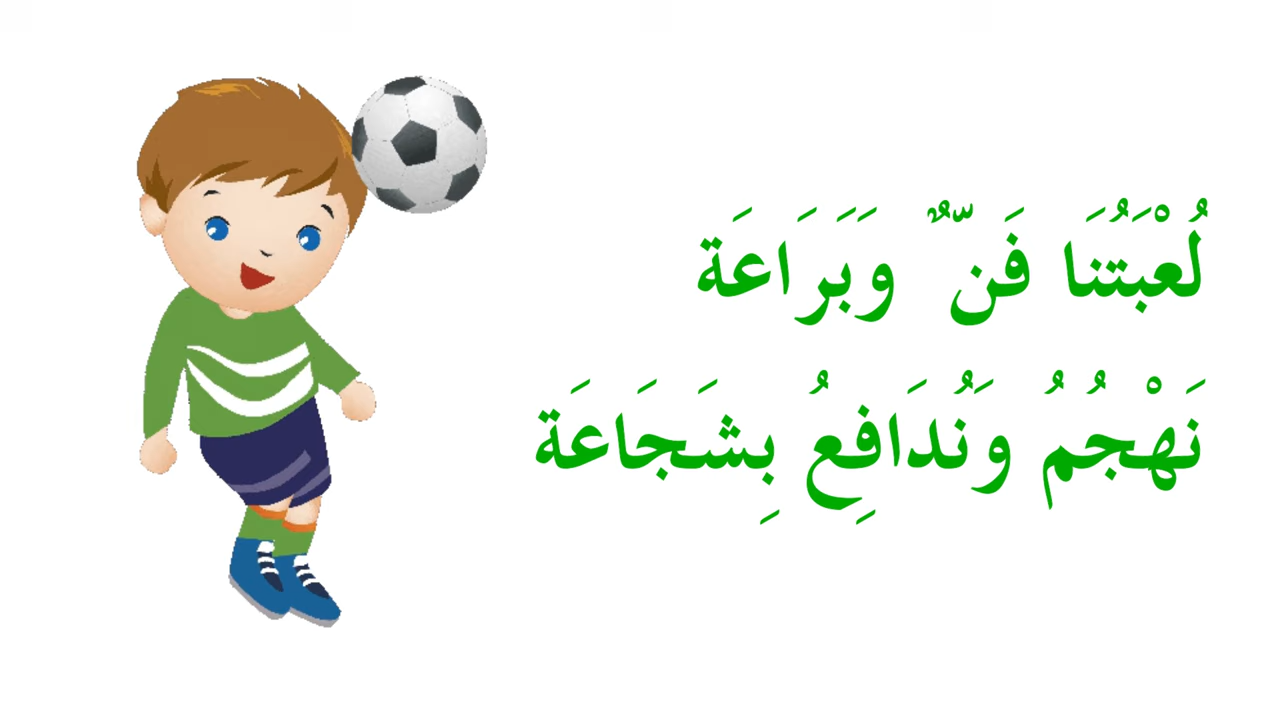 لُعْبَتُنَا فَنٌّ وَبَرَاعَة
نَهْجُمُ وَنُدَافِعُ بِشَجَاعَة